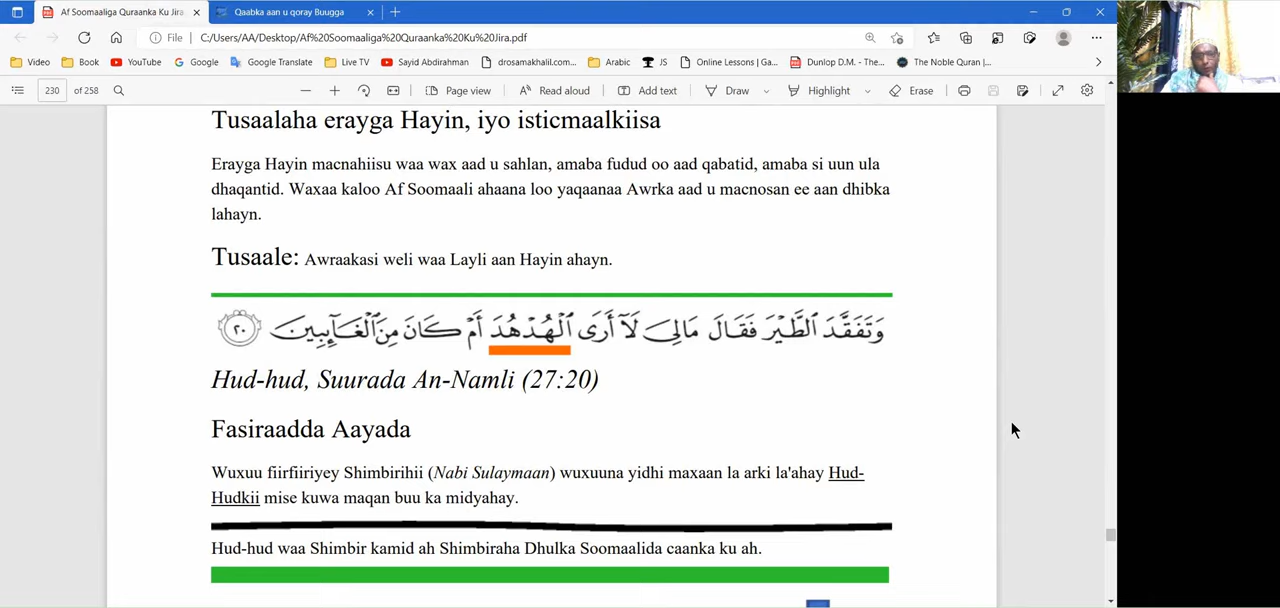 Af Soomaaliga Quraanka Ku Jira
Qaabka aan u qoray Buugga
File C:/Users/AA/Desktop/Af%20Soomaaliga%20Quraanka%20Ku%20Jira.pdf
Video Book YouTube Google Google Translate Live TV Sayid Abdirahman drosamakhalil.com... Arabic JS Online Lessons | Ga... Dunlop D.M. - The... The Noble Quran |...
230 of 258 Page view Read aloud Add text Draw Highlight Erase
Tusaalaha erayga Hayin, iyo isticmaalkiisa
Erayga Hayin macnahiisu waa wax aad u sahlan, amaba fudud oo aad qabatid, amaba si uun ula
dhaqantid. Waxaa kaloo Af Soomaali ahaana loo yaqaanaa Awrka aad u macnosan ee aan dhibka
lahayn.
Tusaale: Awraakasi weli waa Layli aan Hayin ahayn.
وَتَفَقَّدَ ٱلطَّيْرَ فَقَالَ مَالِيَ لَآ أَرَى ٱلْهُدْهُدَ أَمْ كَانَ مِنَ ٱلْغَآئِبِينَ ٢٠
Hud-hud, Suurada An-Namli (27:20)
Fasiraadda Aayada
Wuxuu fiirfiiriyey Shimbirihii (Nabi Sulaymaan) wuxuuna yidhi maxaan la arki la'ahay Hud-
Hudkii mise kuwa maqan buu ka midyahay.
Hud-hud waa Shimbir kamid ah Shimbiraha Dhulka Soomaalida caanka ku ah.